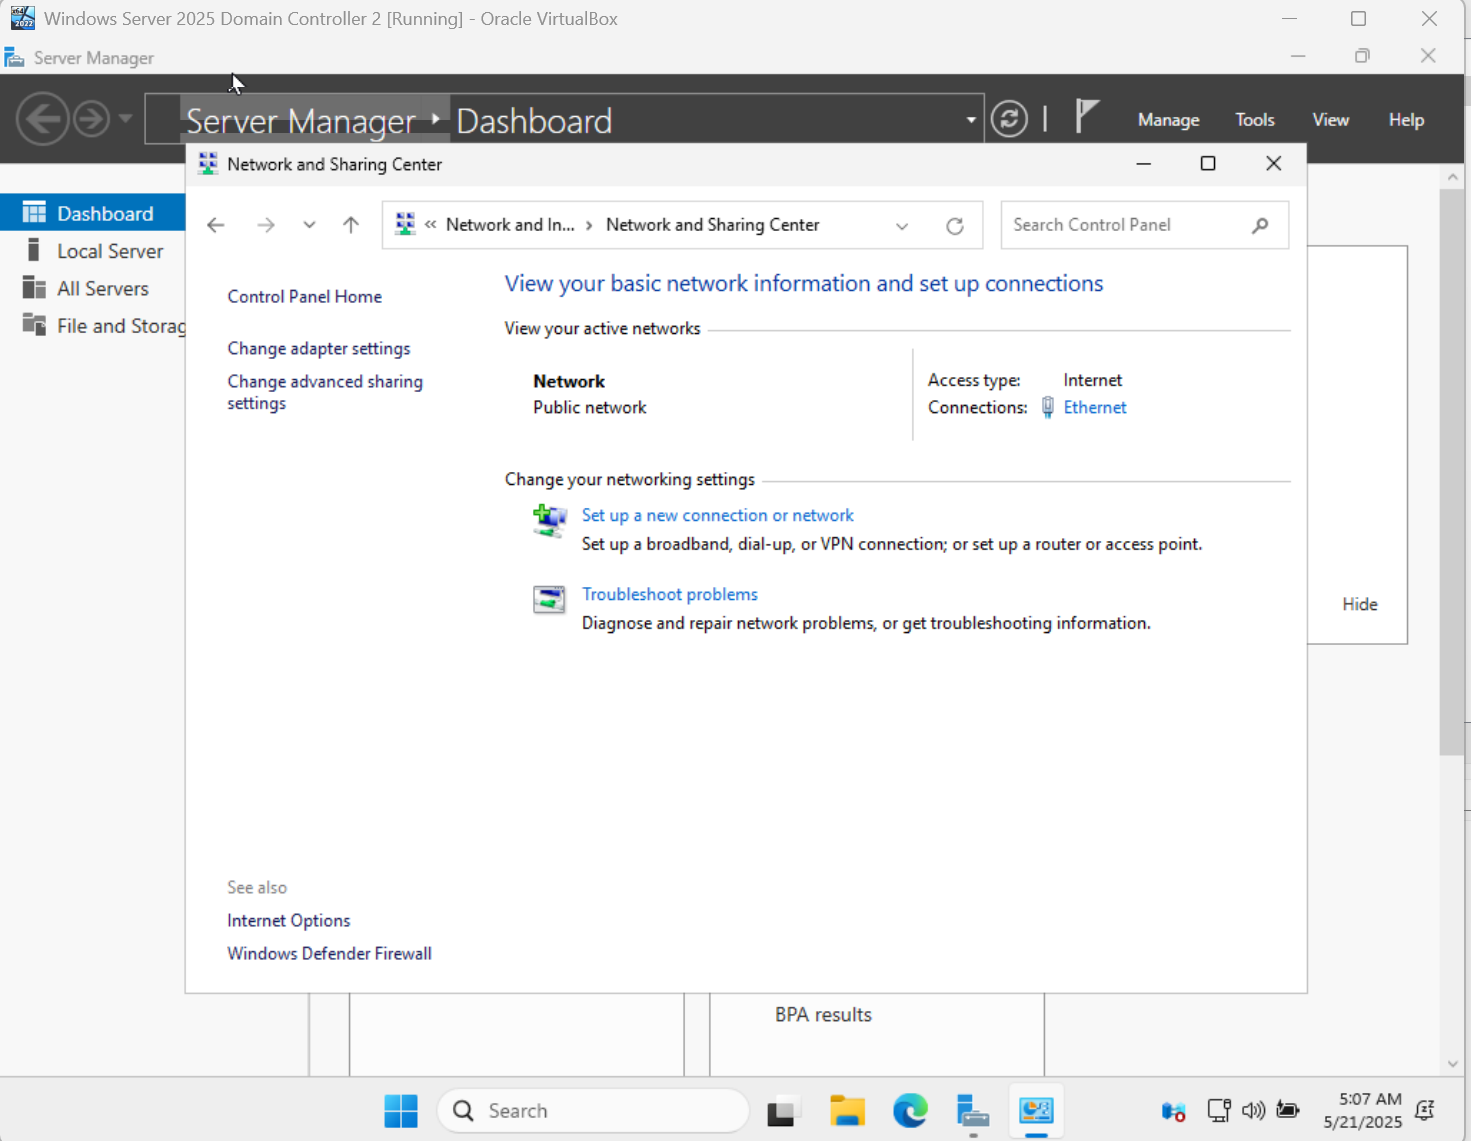 Windows Server 2025 Domain Controller 2 [Running] - Oracle VirtualBox
Server Manager
Server Manager Dashboard
Manage Tools View Help
Network and Sharing Center
Dashboard
Local Server
All Servers
File and Storag
« Network and In... › Network and Sharing Center
Search Control Panel
Control Panel Home
Change adapter settings
Change advanced sharing
settings
View your basic network information and set up connections
View your active networks
Network
Public network
Access type: Internet
Connections: Ethernet
Change your networking settings
Set up a new connection or network
Set up a broadband, dial-up, or VPN connection; or set up a router or access point.
Troubleshoot problems
Diagnose and repair network problems, or get troubleshooting information.
Hide
See also
Internet Options
Windows Defender Firewall
BPA results
Search
5:07 AM
5/21/2025